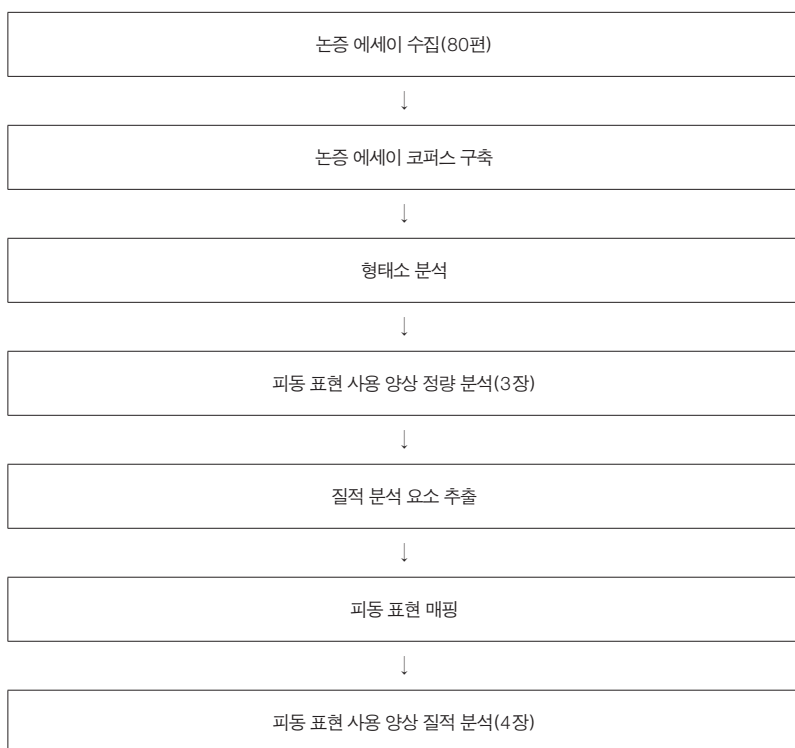 논증 에세이 수집(80편)
↓
논증 에세이 코퍼스 구축
↓
형태소 분석
↓
피동 표현 사용 양상 정량 분석(3장)
↓
질적 분석 요소 추출
↓
피동 표현 매핑
↓
피동 표현 사용 양상 질적 분석(4장)